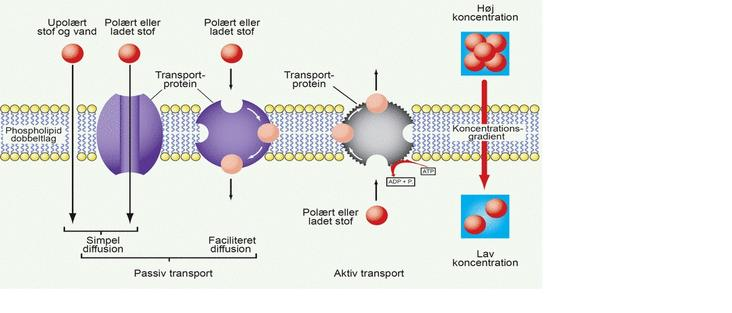 Upolært
stof og vand
Polært eller
ladet stof
Polært eller
ladet stof
Høj
koncentration
Transport-
protein
Transport-
protein
Phospholipid
dobbeltlag
Koncentrations-
gradient
ATP
ADP + P
Polært eller
ladet stof
Simpel
diffusion
Faciliteret
diffusion
Lav
koncentration
Passiv transport
Aktiv transport